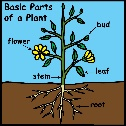 Basic Parts
of a Plant
bud
flower
stem
leaf
root